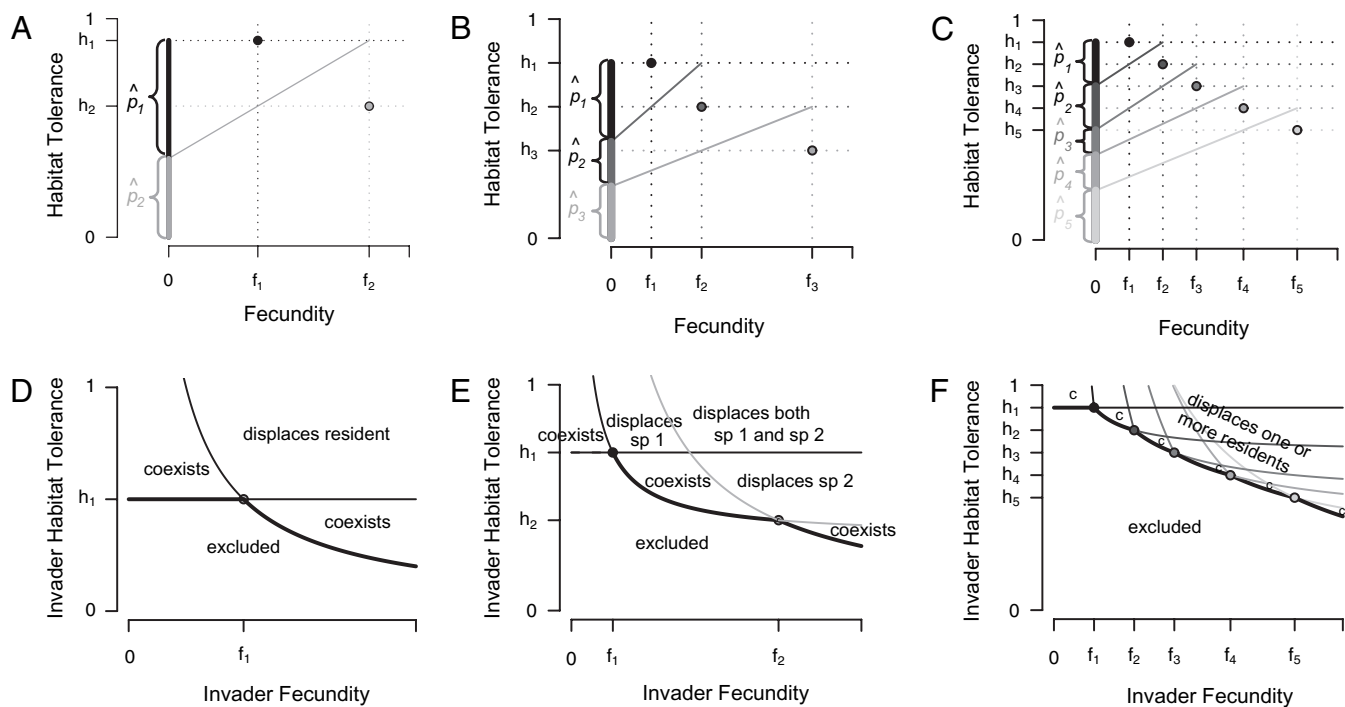 A
Habitat Tolerance
1
h1
h2
0
p̂1
p̂2
0
f1
f2
Fecundity
B
Habitat Tolerance
1
h1
h2
h3
0
p̂1
p̂2
p̂3
0
f1
f2
f3
Fecundity
C
Habitat Tolerance
1
h1
h2
h3
h4
h5
0
p̂1
p̂2
p̂3
p̂4
p̂5
0
f1
f2
f3
f4
f5
Fecundity
D
Invader Habitat Tolerance
1
h1
0
displaces resident
coexists
coexists
excluded
0
f1
Invader Fecundity
E
Invader Habitat Tolerance
1
h1
h2
0
coexists
displaces
sp 1
displaces both
sp 1 and sp 2
coexists
displaces sp 2
excluded
coexists
0
f1
f2
Invader Fecundity
F
Invader Habitat Tolerance
1
h1
h2
h3
h4
h5
0
c
displaces one or
more residents
c
c
c
c
excluded
0
f1
f2
f3
f4
f5
Invader Fecundity